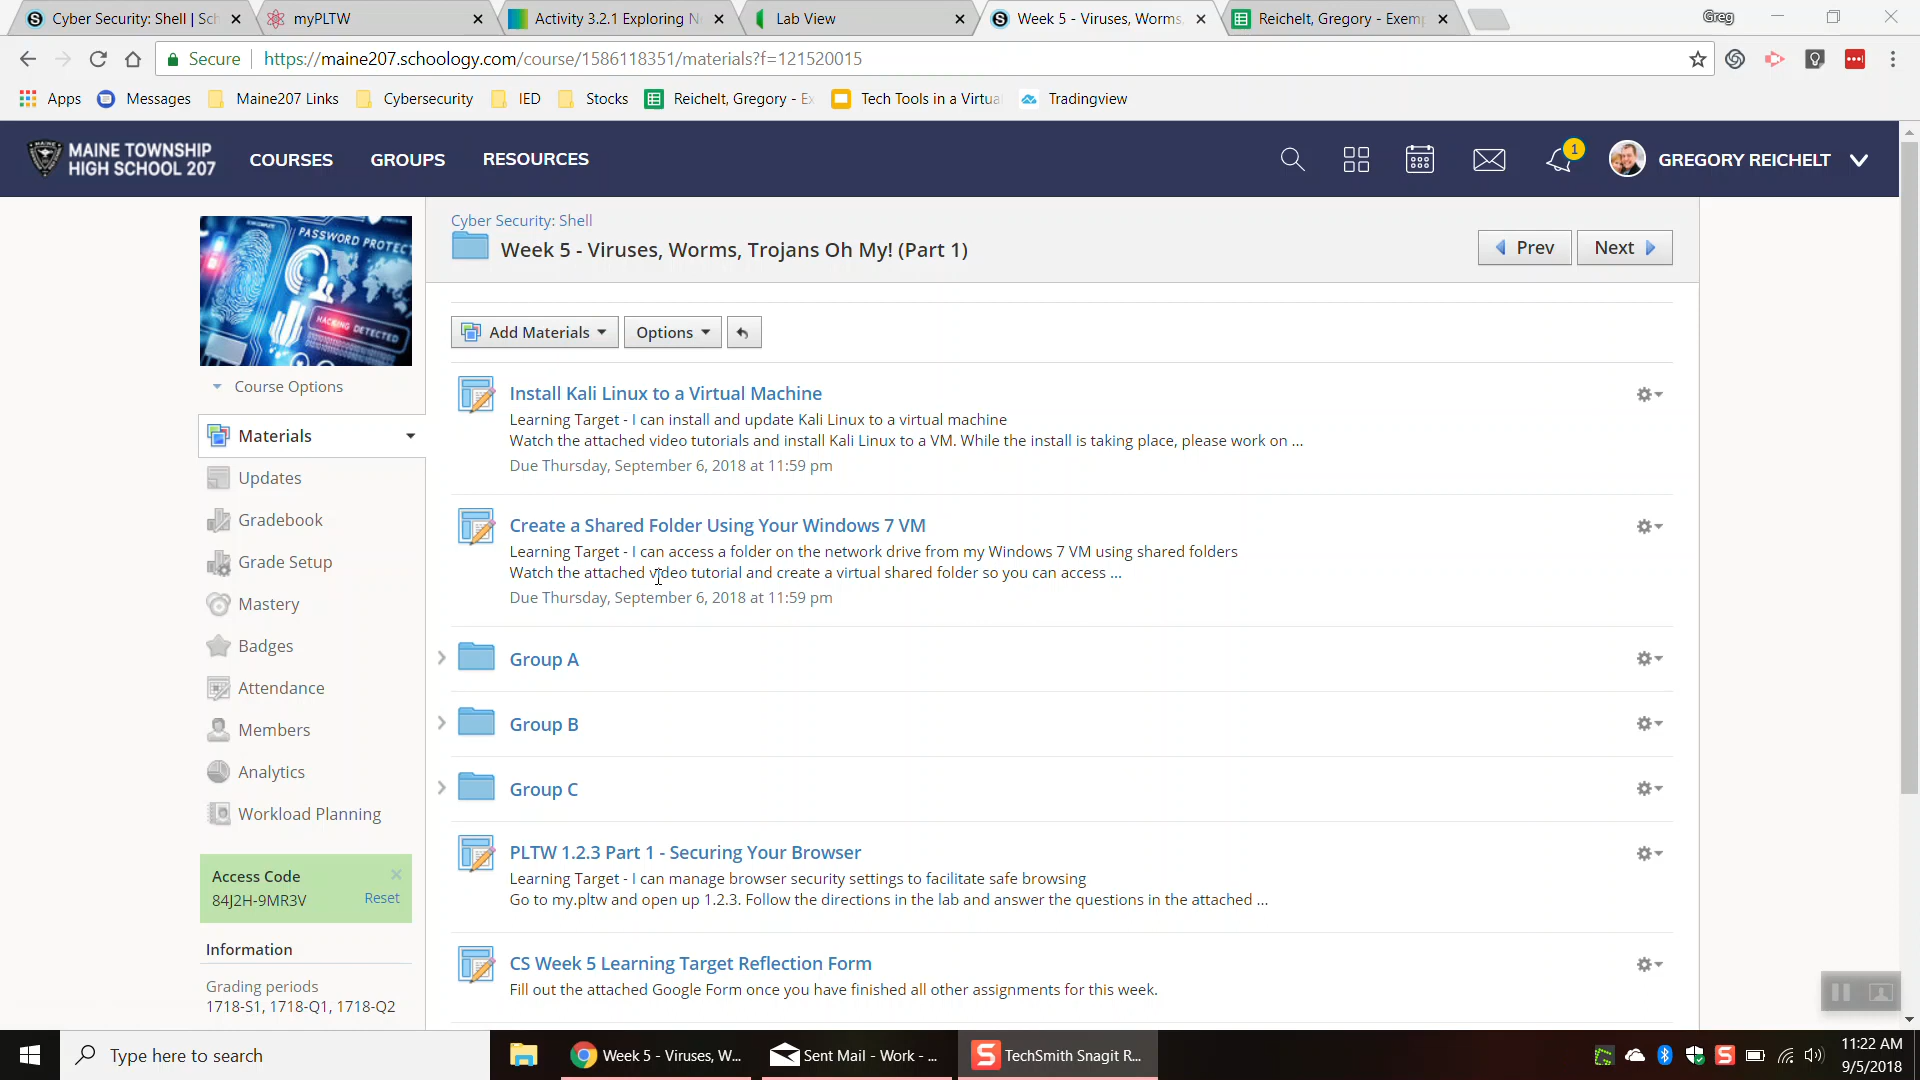 Cyber Security: Shell | Sch
myPLTW
Activity 3.2.1 Exploring N
Lab View
Week 5 - Viruses, Worms,
Reichelt, Gregory - Exemp
Greg
Secure
https://maine207.schoology.com/course/1586118351/materials?f=121520015
Apps
Messages
Maine207 Links
Cybersecurity
IED
Stocks
Reichelt, Gregory - Ex
Tech Tools in a Virtua
Tradingview
MAINE TOWNSHIP
HIGH SCHOOL 207
COURSES
GROUPS
RESOURCES
1
GREGORY REICHELT
PASSWORD PROTEC
HACKING DETECTED
Cyber Security: Shell
Week 5 - Viruses, Worms, Trojans Oh My! (Part 1)
Prev
Next
Course Options
Materials
Updates
Gradebook
Grade Setup
Mastery
Badges
Attendance
Members
Analytics
Workload Planning
Access Code
84J2H-9MR3V
Reset
Information
Grading periods
1718-S1, 1718-Q1, 1718-Q2
Add Materials
Options
Install Kali Linux to a Virtual Machine
Learning Target - I can install and update Kali Linux to a virtual machine
Watch the attached video tutorials and install Kali Linux to a VM. While the install is taking place, please work on ...
Due Thursday, September 6, 2018 at 11:59 pm
Create a Shared Folder Using Your Windows 7 VM
Learning Target - I can access a folder on the network drive from my Windows 7 VM using shared folders
Watch the attached video tutorial and create a virtual shared folder so you can access ...
Due Thursday, September 6, 2018 at 11:59 pm
Group A
Group B
Group C
PLTW 1.2.3 Part 1 - Securing Your Browser
Learning Target - I can manage browser security settings to facilitate safe browsing
Go to my.pltw and open up 1.2.3. Follow the directions in the lab and answer the questions in the attached ...
CS Week 5 Learning Target Reflection Form
Fill out the attached Google Form once you have finished all other assignments for this week.
Type here to search
Week 5 - Viruses, W...
Sent Mail - Work - ...
TechSmith Snagit R...
11:22 AM
9/5/2018